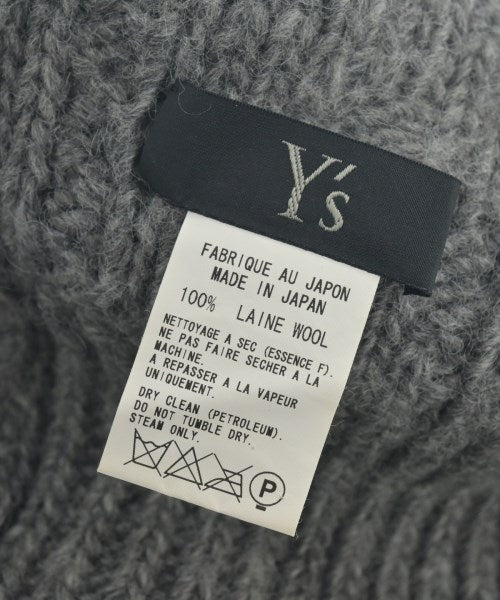 Y's
FABRIQUE AU JAPON
MADE IN JAPAN
100% LAINE WOOL
NETTOYAGE A SEC (ESSENCE F).
NE PAS FAIRE SECHER A LA
MACHINE.
A REPASSER A LA VAPEUR
UNIQUEMENT.
DRY CLEAN (PETROLEUM).
DO NOT TUMBLE DRY.
STEAM ONLY.
P